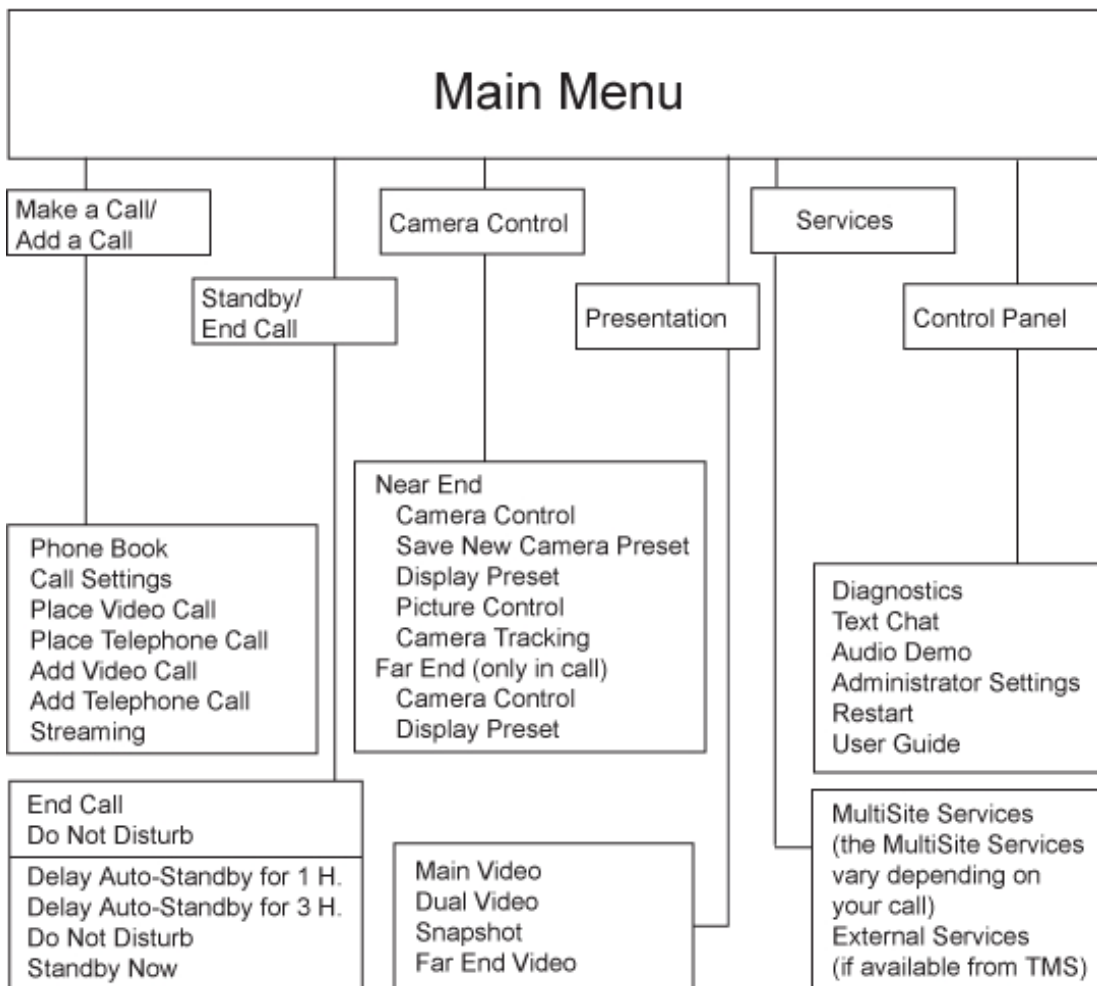 Main Menu
Make a Call/
Add a Call
Standby/
End Call
Camera Control
Presentation
Services
Control Panel
Phone Book
Call Settings
Place Video Call
Place Telephone Call
Add Video Call
Add Telephone Call
Streaming
End Call
Do Not Disturb
Delay Auto-Standby for 1 H.
Delay Auto-Standby for 3 H.
Do Not Disturb
Standby Now
Near End
Camera Control
Save New Camera Preset
Display Preset
Picture Control
Camera Tracking
Far End (only in call)
Camera Control
Display Preset
Main Video
Dual Video
Snapshot
Far End Video
Diagnostics
Text Chat
Audio Demo
Administrator Settings
Restart
User Guide
MultiSite Services
(the MultiSite Services
vary depending on
your call)
External Services
(if available from TMS)